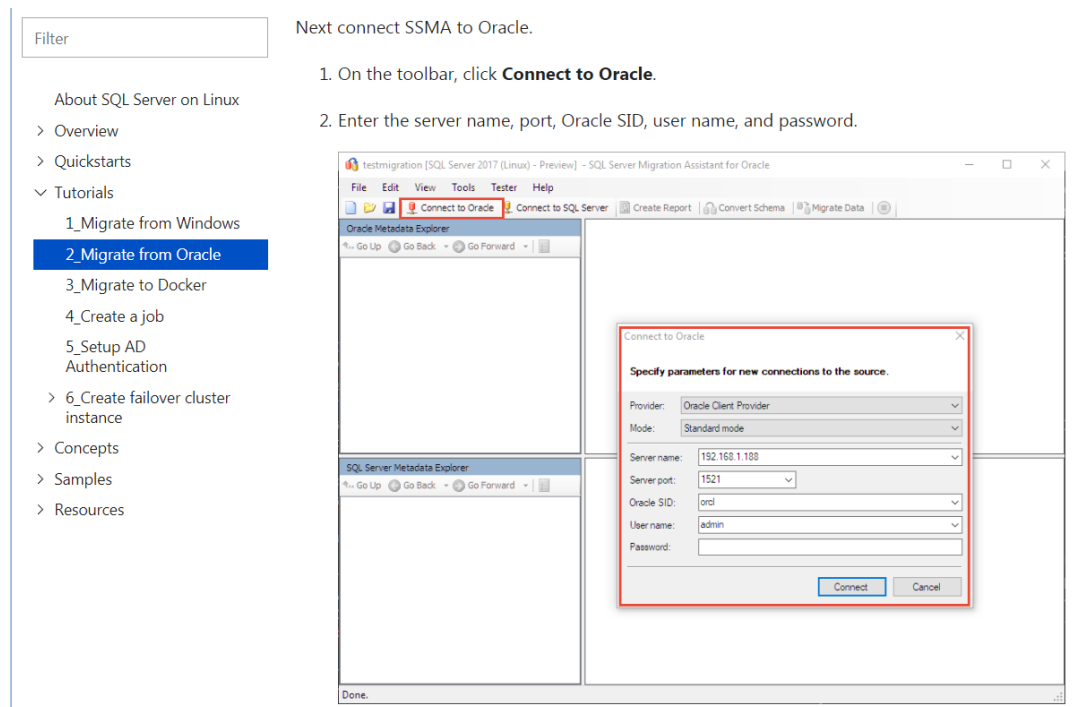 Filter
About SQL Server on Linux
Overview
Quickstarts
Tutorials
1_Migrate from Windows
2_Migrate from Oracle
3_Migrate to Docker
4_Create a job
5_Setup AD
Authentication
6_Create failover cluster
instance
Concepts
Samples
Resources
Next connect SSMA to Oracle.
1. On the toolbar, click Connect to Oracle.
2. Enter the server name, port, Oracle SID, user name, and password.
testmigration [SQL Server 2017 (Linux) - Preview] - SQL Server Migration Assistant for Oracle
File Edit View Tools Tester Help
Connect to Oracle Connect to SQL Server Create Report Convert Schema Migrate Data
Oracle Metadata Explorer
Go Up Go Back Go Forward
Connect to Oracle
Specify parameters for new connections to the source.
Provider: Oracle Client Provider
Mode: Standard mode
Server name: 192.168.1.188
Server port: 1521
Oracle SID: orcl
User name: admin
Password:
Connect Cancel
SQL Server Metadata Explorer
Go Up Go Back Go Forward
Done.